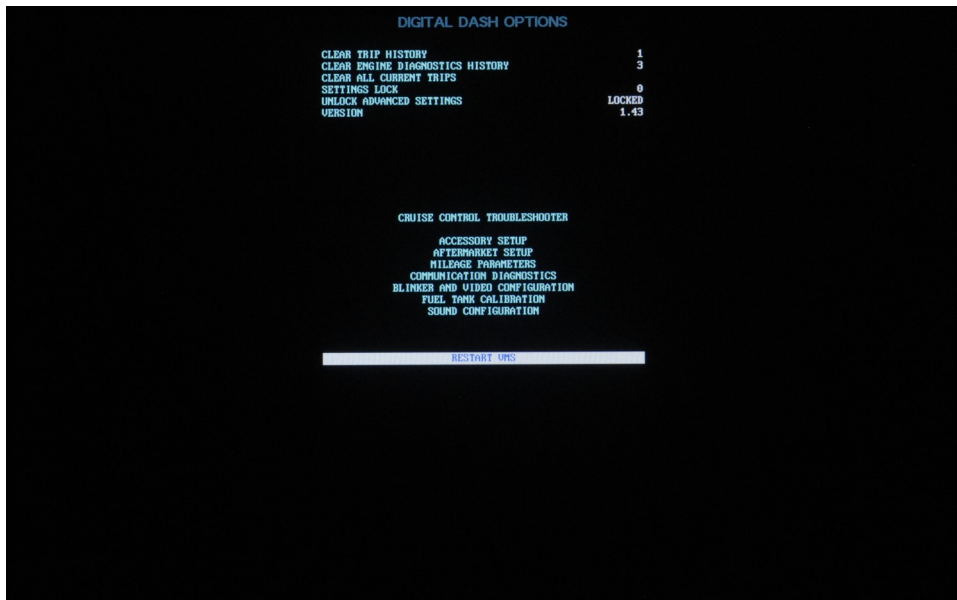 DIGITAL DASH OPTIONS
CLEAR TRIP HISTORY 1
CLEAR ENGINE DIAGNOSTICS HISTORY 3
CLEAR ALL CURRENT TRIPS
SETTINGS LOCK 0
UNLOCK ADVANCED SETTINGS LOCKED
VERSION 1.43
CRUISE CONTROL TROUBLESHOOTER
ACCESSORY SETUP
AFTERMARKET SETUP
MILEAGE PARAMETERS
COMMUNICATION DIAGNOSTICS
BLINKER AND VIDEO CONFIGURATION
FUEL TANK CALIBRATION
SOUND CONFIGURATION
RESTART VMS